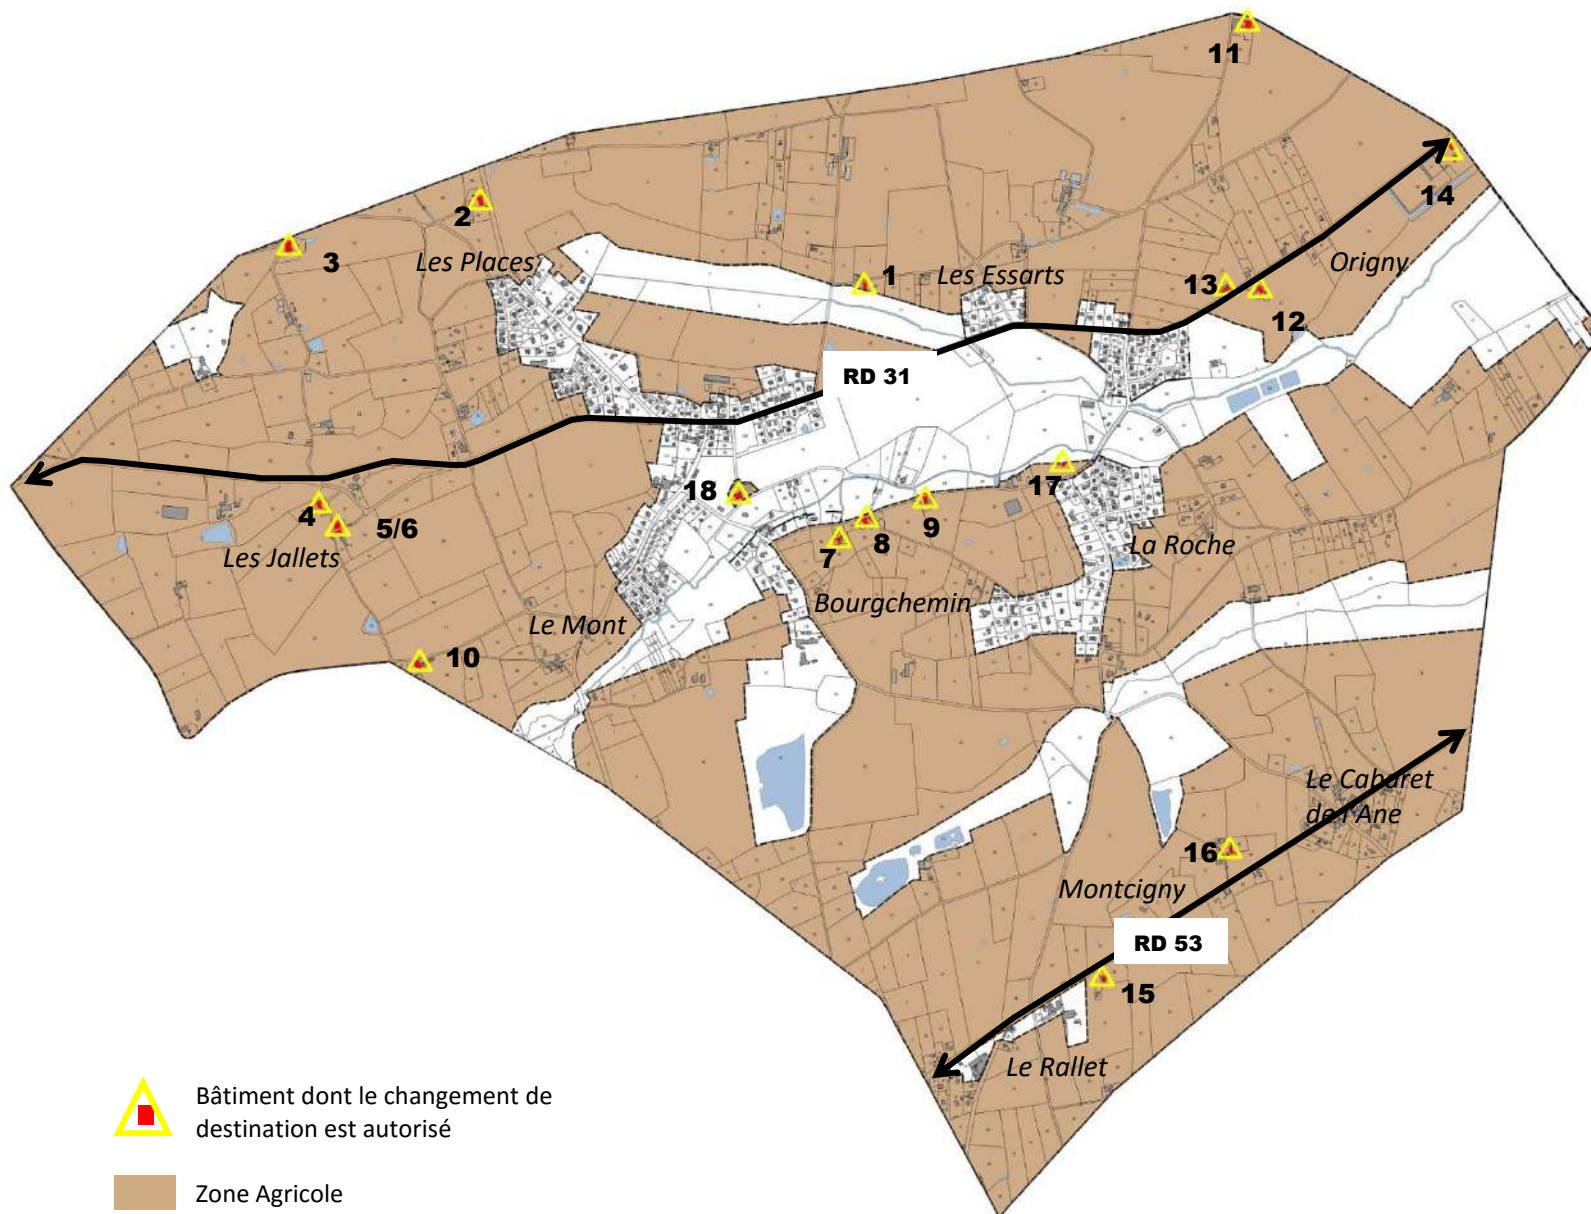 11
14
2
3
Les Places
1
Les Essarts
13
Origny
12
RD 31
18
17
4
5/6
9
8
7
Les Jallets
La Roche
Bourgchemin
Le Mont
10
Le Cabaret
de l'Ane
16
Montcigny
RD 53
15
Le Rallet
Bâtiment dont le changement de
destination est autorisé
Zone Agricole